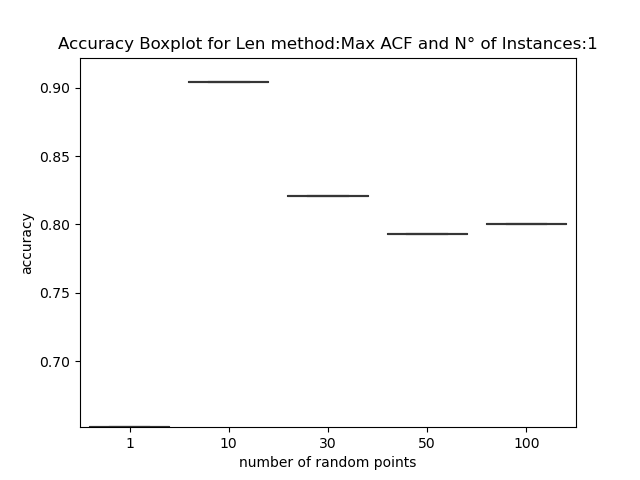 Accuracy Boxplot for Len method:Max ACF and N° of Instances:1
0.90
0.85
0.80
0.75
0.70
accuracy
1 10 30 50 100
number of random points